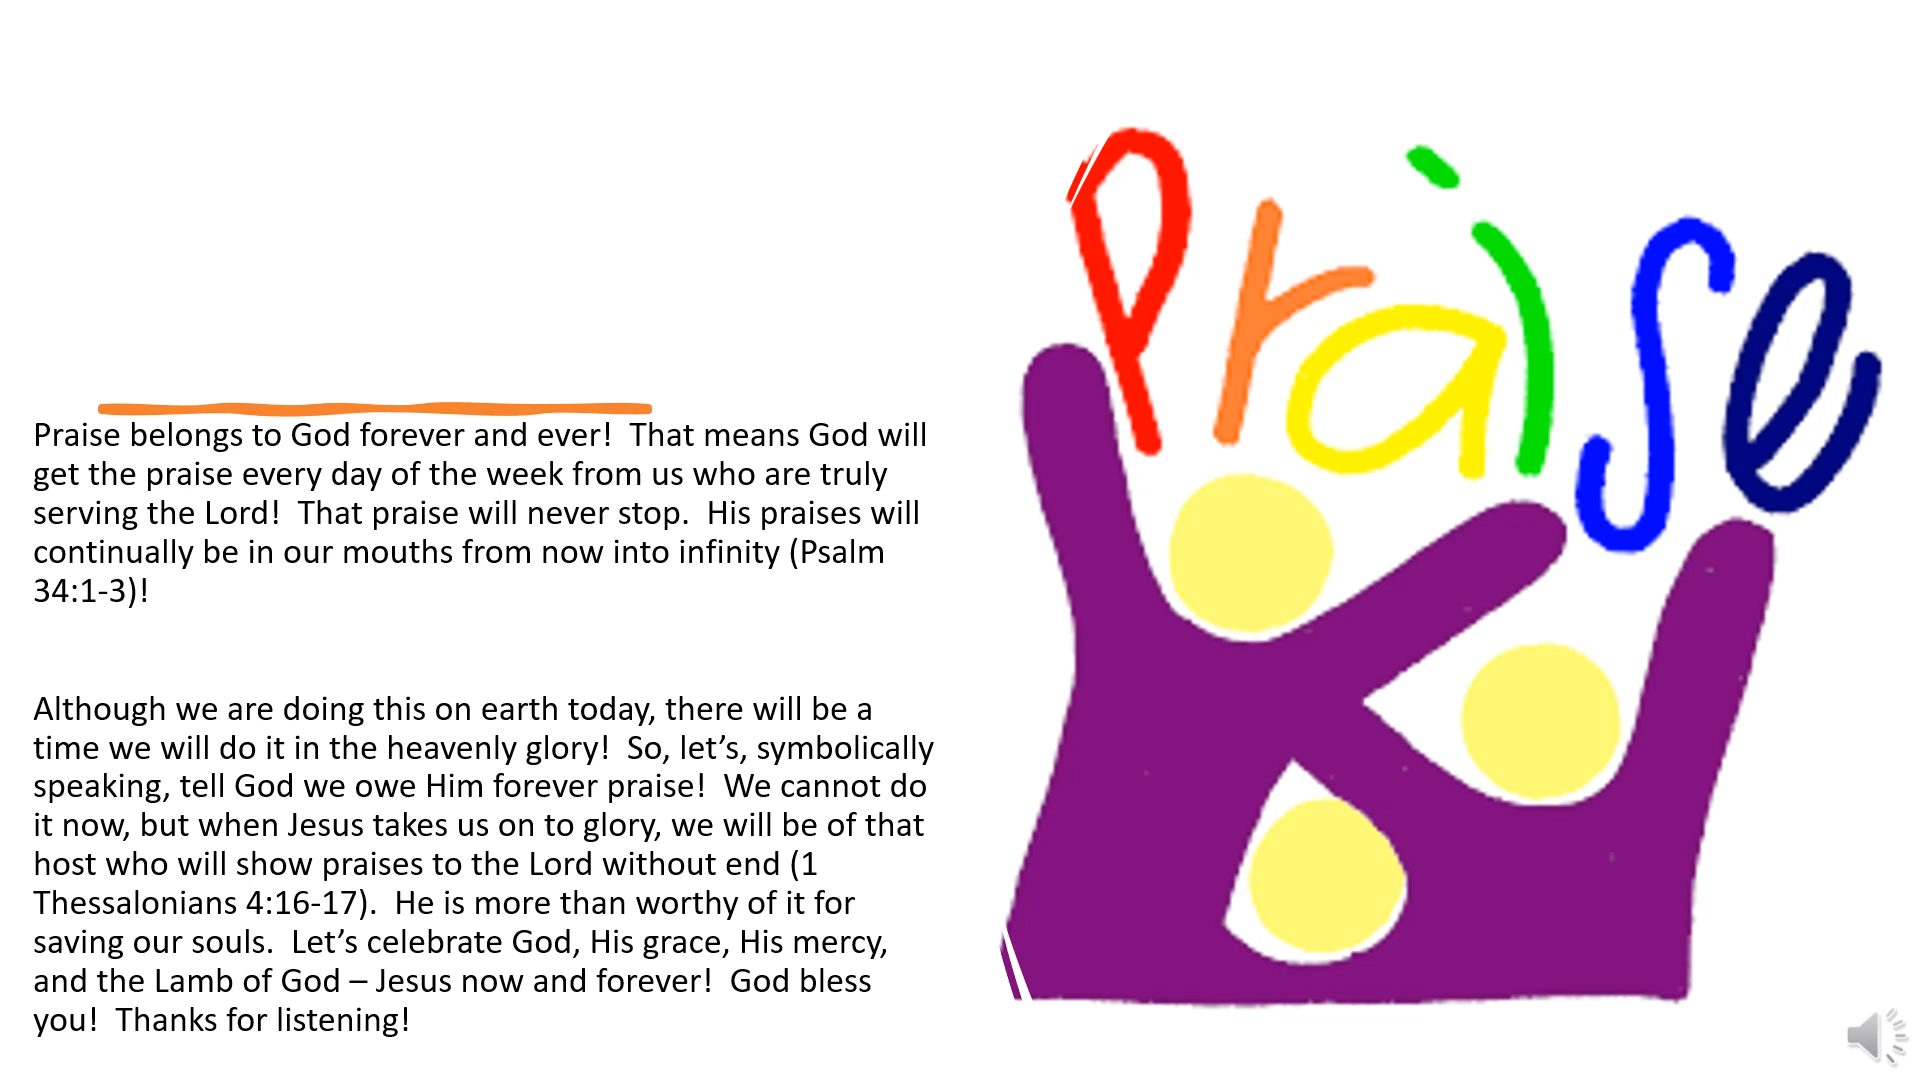 Praise
Praise belongs to God forever and ever!  That means God will
get the praise every day of the week from us who are truly
serving the Lord!  That praise will never stop.  His praises will
continually be in our mouths from now into infinity (Psalm
34:1-3)!
Although we are doing this on earth today, there will be a
time we will do it in the heavenly glory!  So, let’s, symbolically
speaking, tell God we owe Him forever praise!  We cannot do
it now, but when Jesus takes us on to glory, we will be of that
host who will show praises to the Lord without end (1
Thessalonians 4:16-17).  He is more than worthy of it for
saving our souls.  Let’s celebrate God, His grace, His mercy,
and the Lamb of God – Jesus now and forever!  God bless
you!  Thanks for listening!